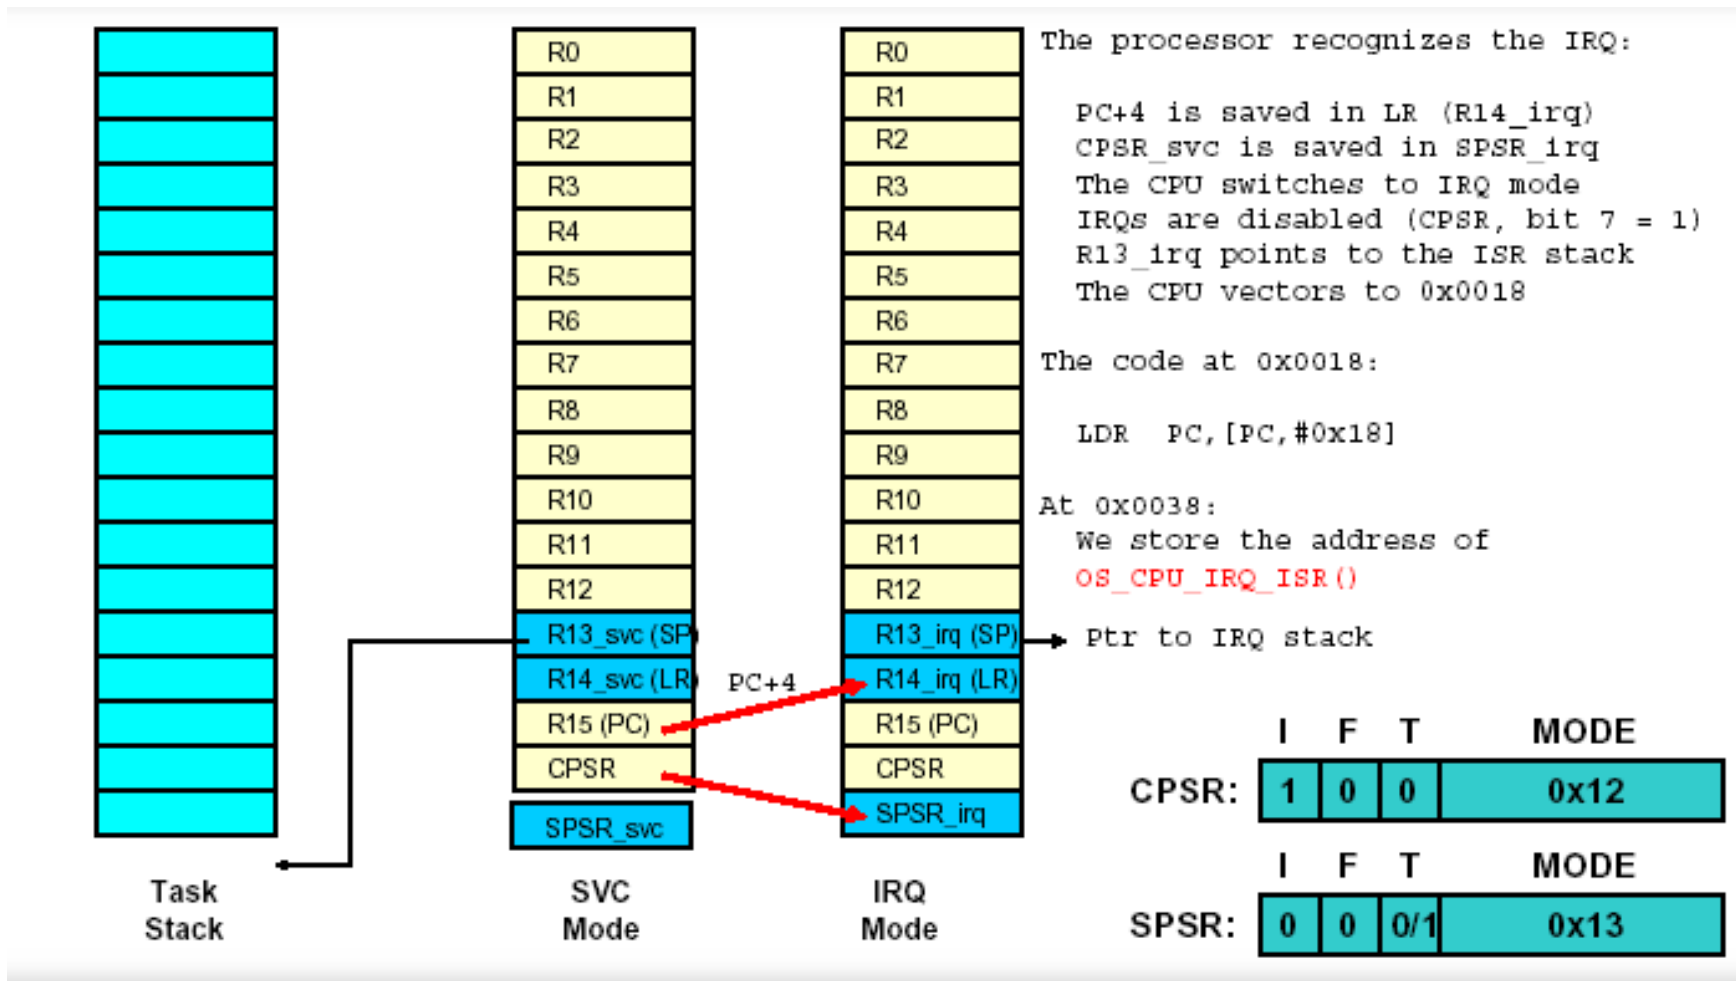 R0
R1
R2
R3
R4
R5
R6
R7
R8
R9
R10
R11
R12
R13_svc (SP)
R14_svc (LR)
R15 (PC)
CPSR
SPSR_svc
PC+4
R0
R1
R2
R3
R4
R5
R6
R7
R8
R9
R10
R11
R12
R13_irq (SP)
R14_irq (LR)
R15 (PC)
CPSR
SPSR_irq
Task
Stack
SVC
Mode
IRQ
Mode
The processor recognizes the IRQ:
PC+4 is saved in LR (R14_irq)
CPSR_svc is saved in SPSR_irq
The CPU switches to IRQ mode
IRQs are disabled (CPSR, bit 7 = 1)
R13_irq points to the ISR stack
The CPU vectors to 0x0018
The code at 0x0018:
LDR PC,[PC,#0x18]
At 0x0038:
We store the address of
OS_CPU_IRQ_ISR()
Ptr to IRQ stack
I F T MODE
CPSR: 1 0 0 0x12
I F T MODE
SPSR: 0 0 0/1 0x13